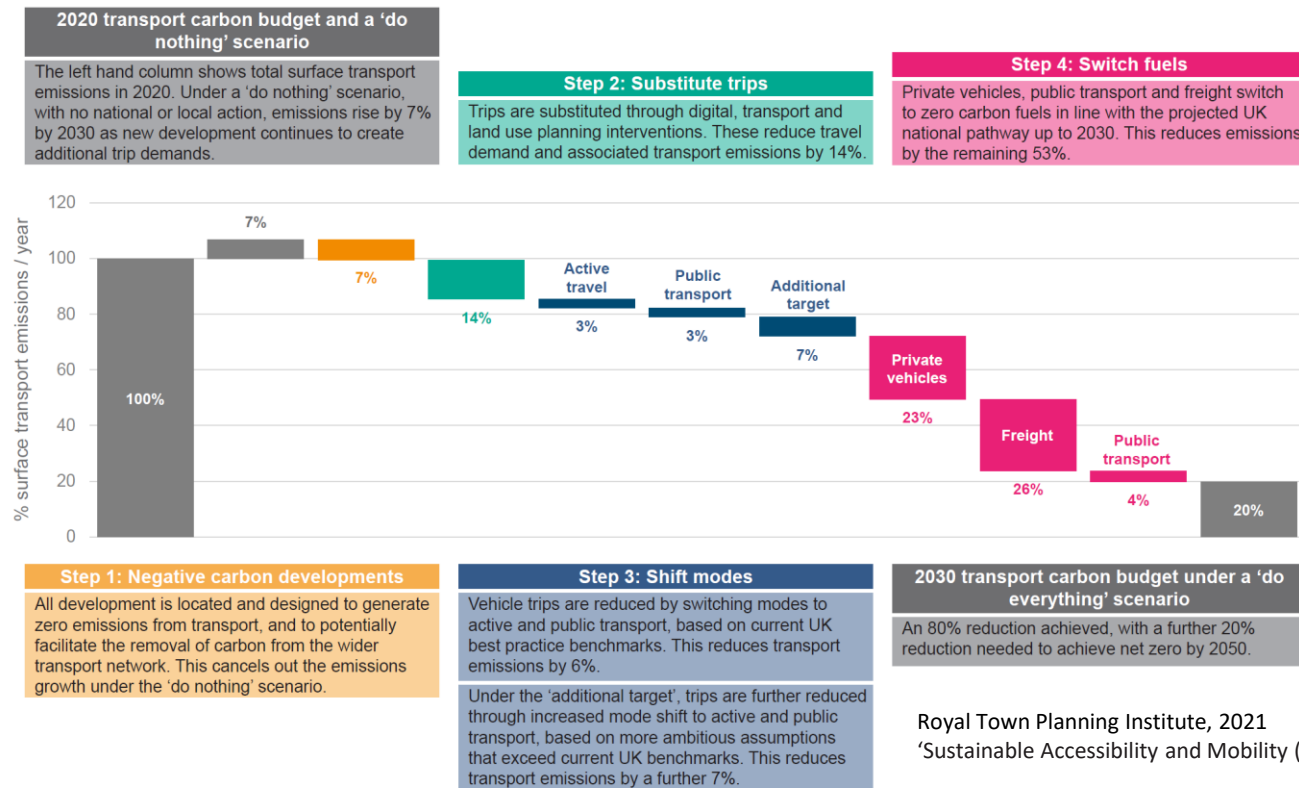 2020 transport carbon budget and a ‘do
nothing’ scenario
The left hand column shows total surface transport
emissions in 2020. Under a ‘do nothing’ scenario,
with no national or local action, emissions rise by 7%
by 2030 as new development continues to create
additional trip demands.
Step 2: Substitute trips
Trips are substituted through digital, transport and
land use planning interventions. These reduce travel
demand and associated transport emissions by 14%.
Step 4: Switch fuels
Private vehicles, public transport and freight switch
to zero carbon fuels in line with the projected UK
national pathway up to 2030. This reduces emissions
by the remaining 53%.
% surface transport emissions / year
120
100
80
60
40
20
0
100%
7%
7%
14%
Active
travel
3%
Public
transport
3%
Additional
target
7%
Private
vehicles
23%
Freight
26%
Public
transport
4%
20%
Step 1: Negative carbon developments
All development is located and designed to generate
zero emissions from transport, and to potentially
facilitate the removal of carbon from the wider
transport network. This cancels out the emissions
growth under the ‘do nothing’ scenario.
Step 3: Shift modes
Vehicle trips are reduced by switching modes to
active and public transport, based on current UK
best practice benchmarks. This reduces transport
emissions by 6%.
Under the ‘additional target’, trips are further reduced
through increased mode shift to active and public
transport, based on more ambitious assumptions
that exceed current UK benchmarks. This reduces
transport emissions by a further 7%.
2030 transport carbon budget under a ‘do
everything’ scenario
An 80% reduction achieved, with a further 20%
reduction needed to achieve net zero by 2050.
Royal Town Planning Institute, 2021
‘Sustainable Accessibility and Mobility (